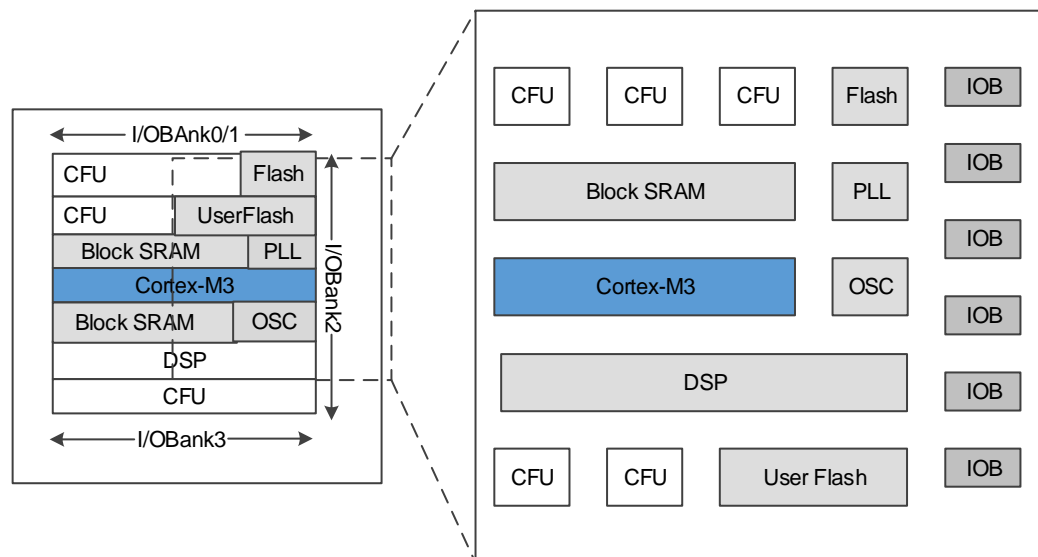 I/OBAnk0/1
CFU
Flash
CFU
UserFlash
Block SRAM
PLL
Cortex-M3
Block SRAM
OSC
DSP
CFU
I/OBank2
I/OBank3
CFU
CFU
CFU
Flash
IOB
Block SRAM
PLL
IOB
IOB
Cortex-M3
OSC
IOB
DSP
IOB
CFU
CFU
User Flash
IOB